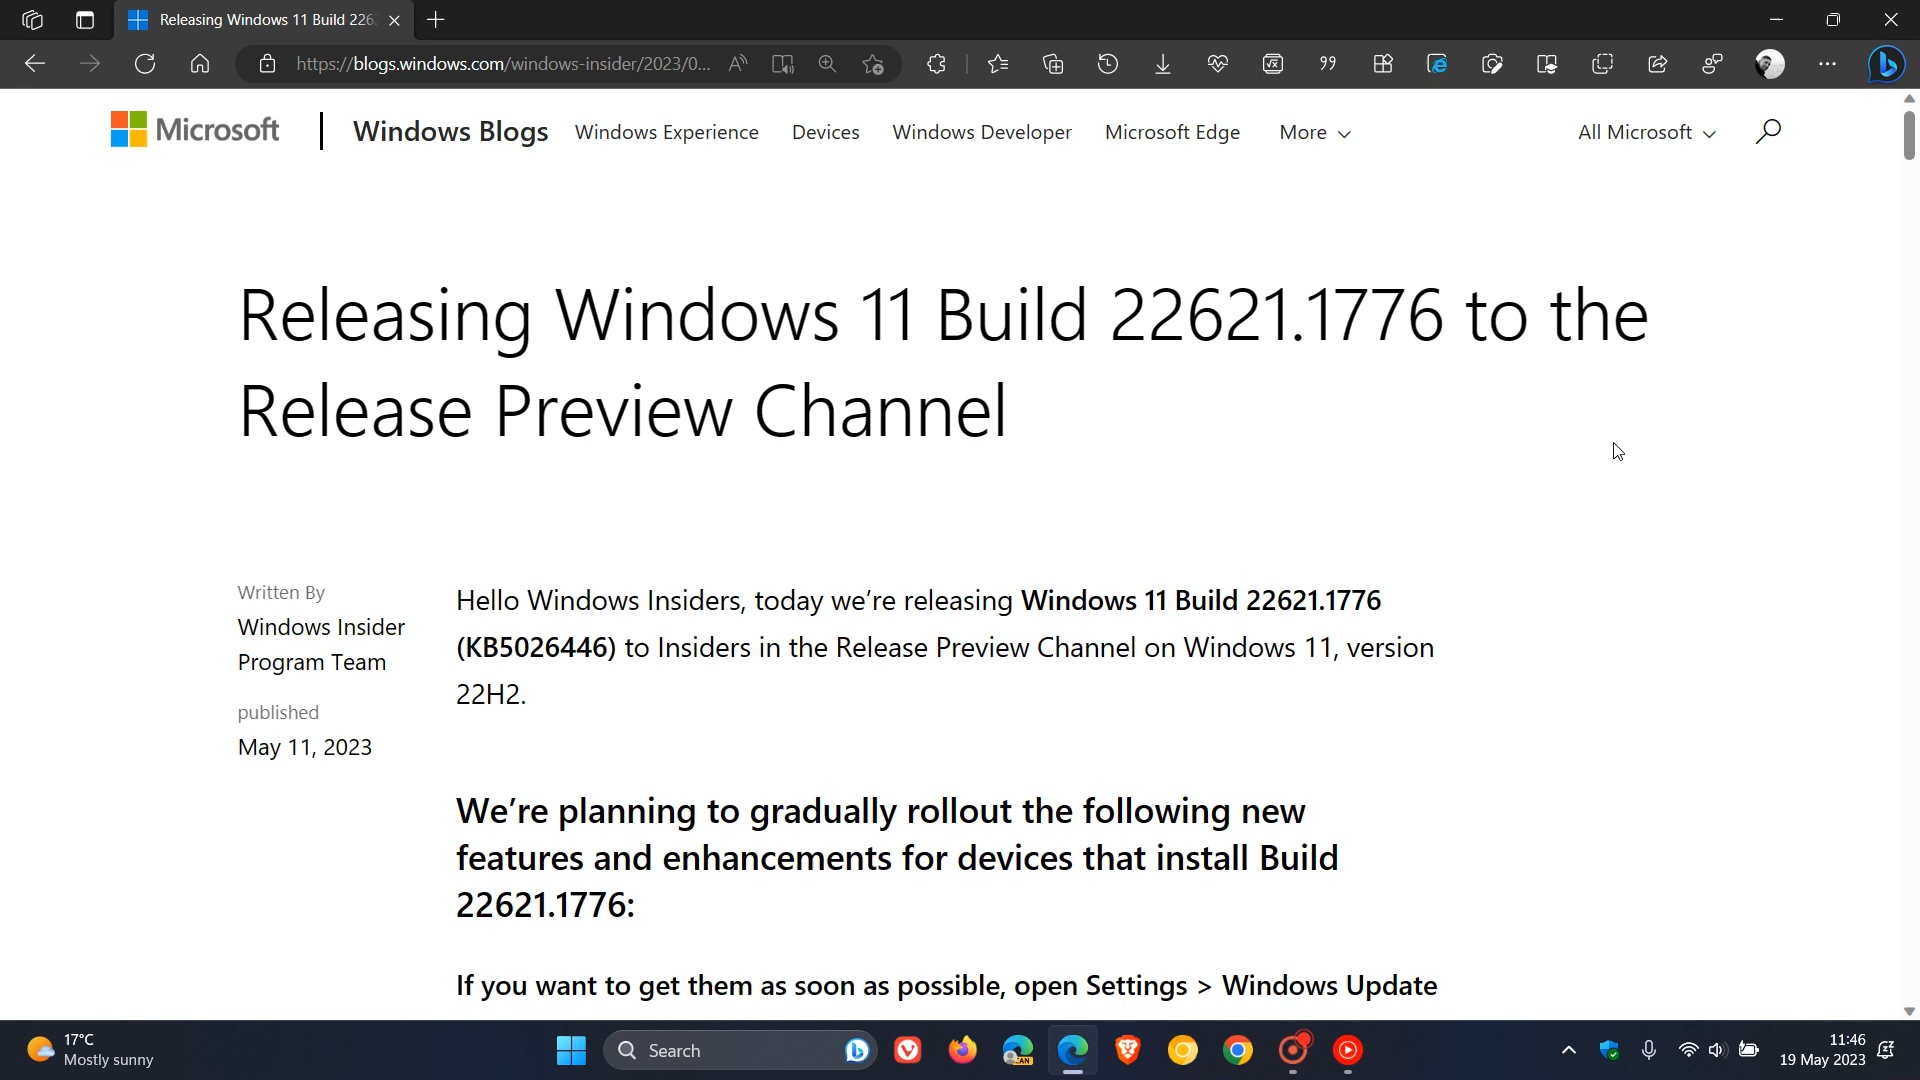 Releasing Windows 11 Build 226
https://blogs.windows.com/windows-insider/2023/0...
Microsoft
Windows Blogs
Windows Experience
Devices
Windows Developer
Microsoft Edge
More
All Microsoft
Releasing Windows 11 Build 22621.1776 to the
Release Preview Channel
Written By
Windows Insider
Program Team
published
May 11, 2023
Hello Windows Insiders, today we’re releasing Windows 11 Build 22621.1776
(KB5026446) to Insiders in the Release Preview Channel on Windows 11, version
22H2.
We’re planning to gradually rollout the following new
features and enhancements for devices that install Build
22621.1776:
If you want to get them as soon as possible, open Settings > Windows Update
17°C
Mostly sunny
Search
CAN
11:46
19 May 2023